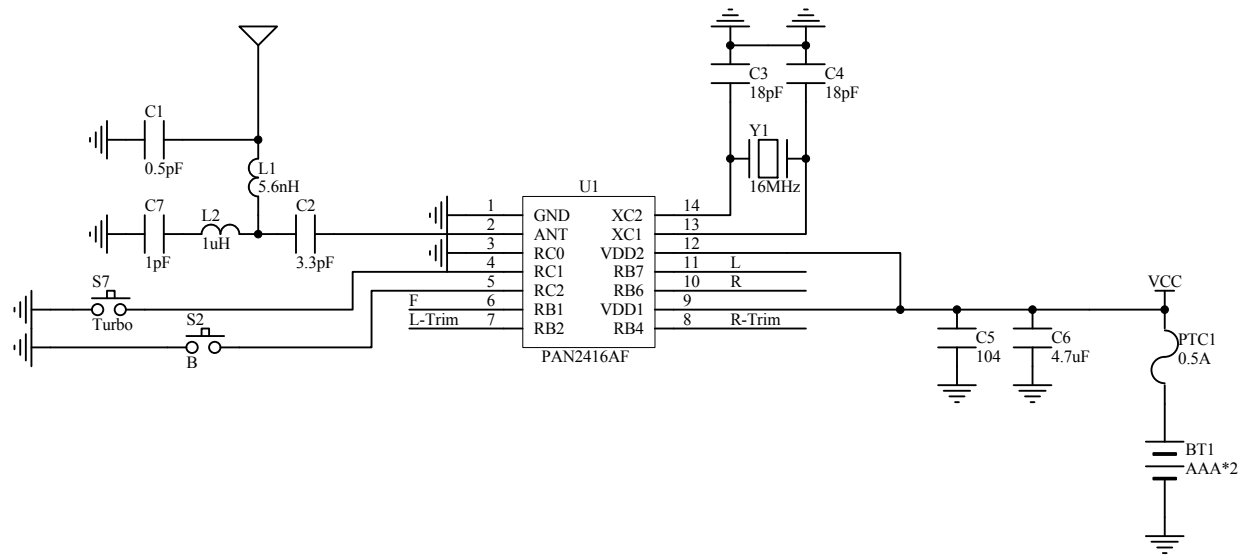 C3
18pF
C4
18pF
C1
0.5pF
Y1
16MHz
L1
5.6nH
C7
1pF
L2
1uH
C2
3.3pF
U1
1 GND XC2 14
2 ANT XC1 13
3 RC0 VDD2 12
4 RC1 RB7 11 L
5 RC2 RB6 10 R
F 6 RB1 VDD1 9
L-Trim 7 RB2 RB4 8 R-Trim
PAN2416AF
S7
Turbo
S2
B
VCC
C5
104
C6
4.7uF
PTC1
0.5A
BT1
AAA*2